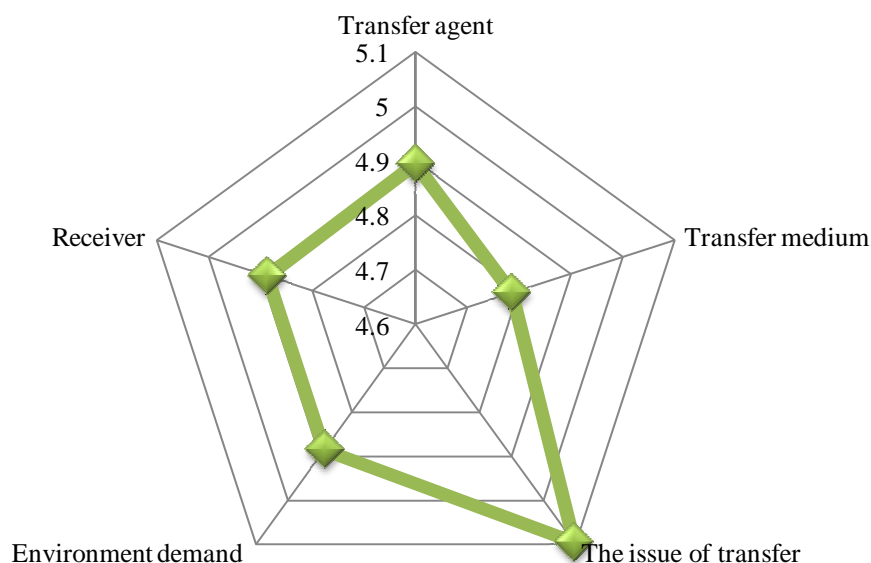 Transfer agent
5.1
5
4.9
4.8
Receiver
Transfer medium
4.7
4.6
Environment demand
The issue of transfer